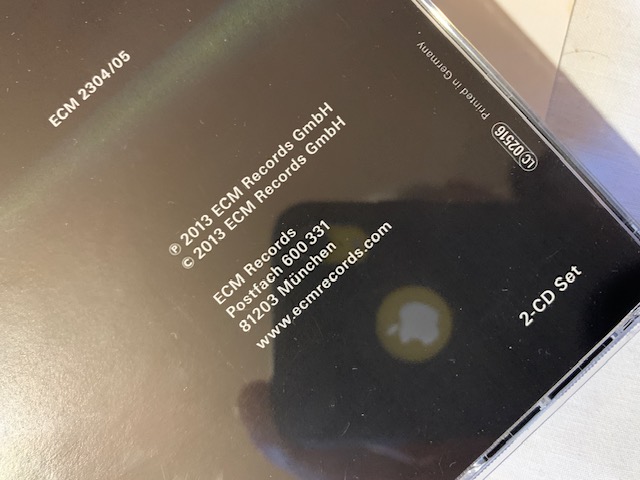 ECM 2304/05
℗ 2013 ECM Records GmbH
© 2013 ECM Records GmbH
ECM Records
Postfach 600 331
81203 München
www.ecmrecords.com
Printed in Germany
LC 02516
2-CD Set